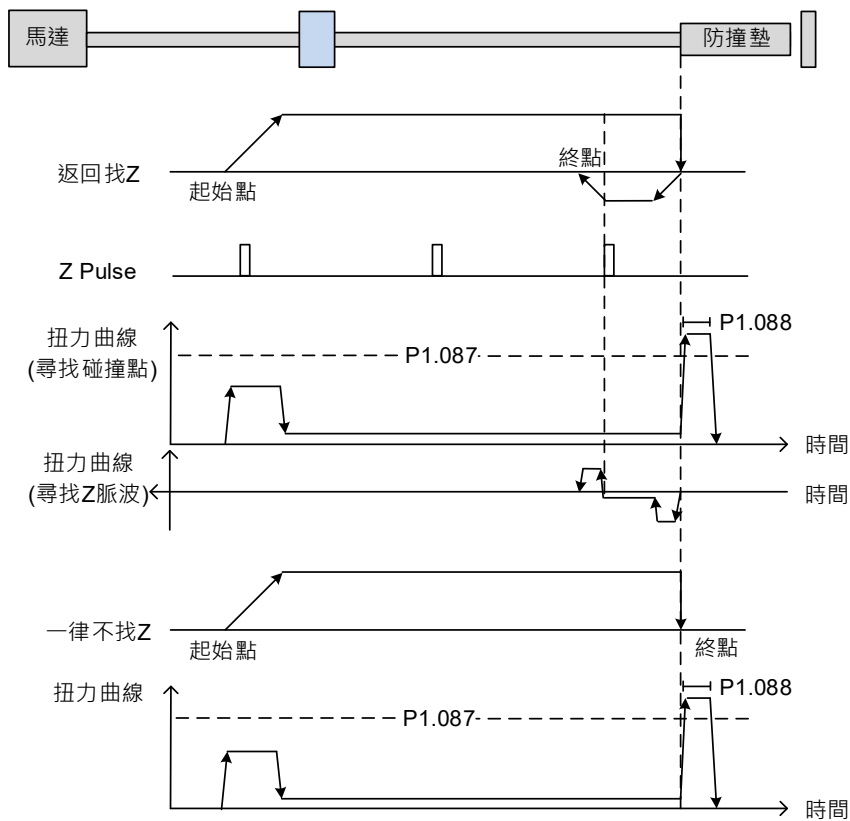 馬達
防撞墊
返回找Z
起始點
終點
Z Pulse
扭力曲線
(尋找碰撞點)
P1.087
P1.088
時間
扭力曲線
(尋找Z脈波)
時間
一律不找Z
起始點
終點
扭力曲線
P1.087
P1.088
時間